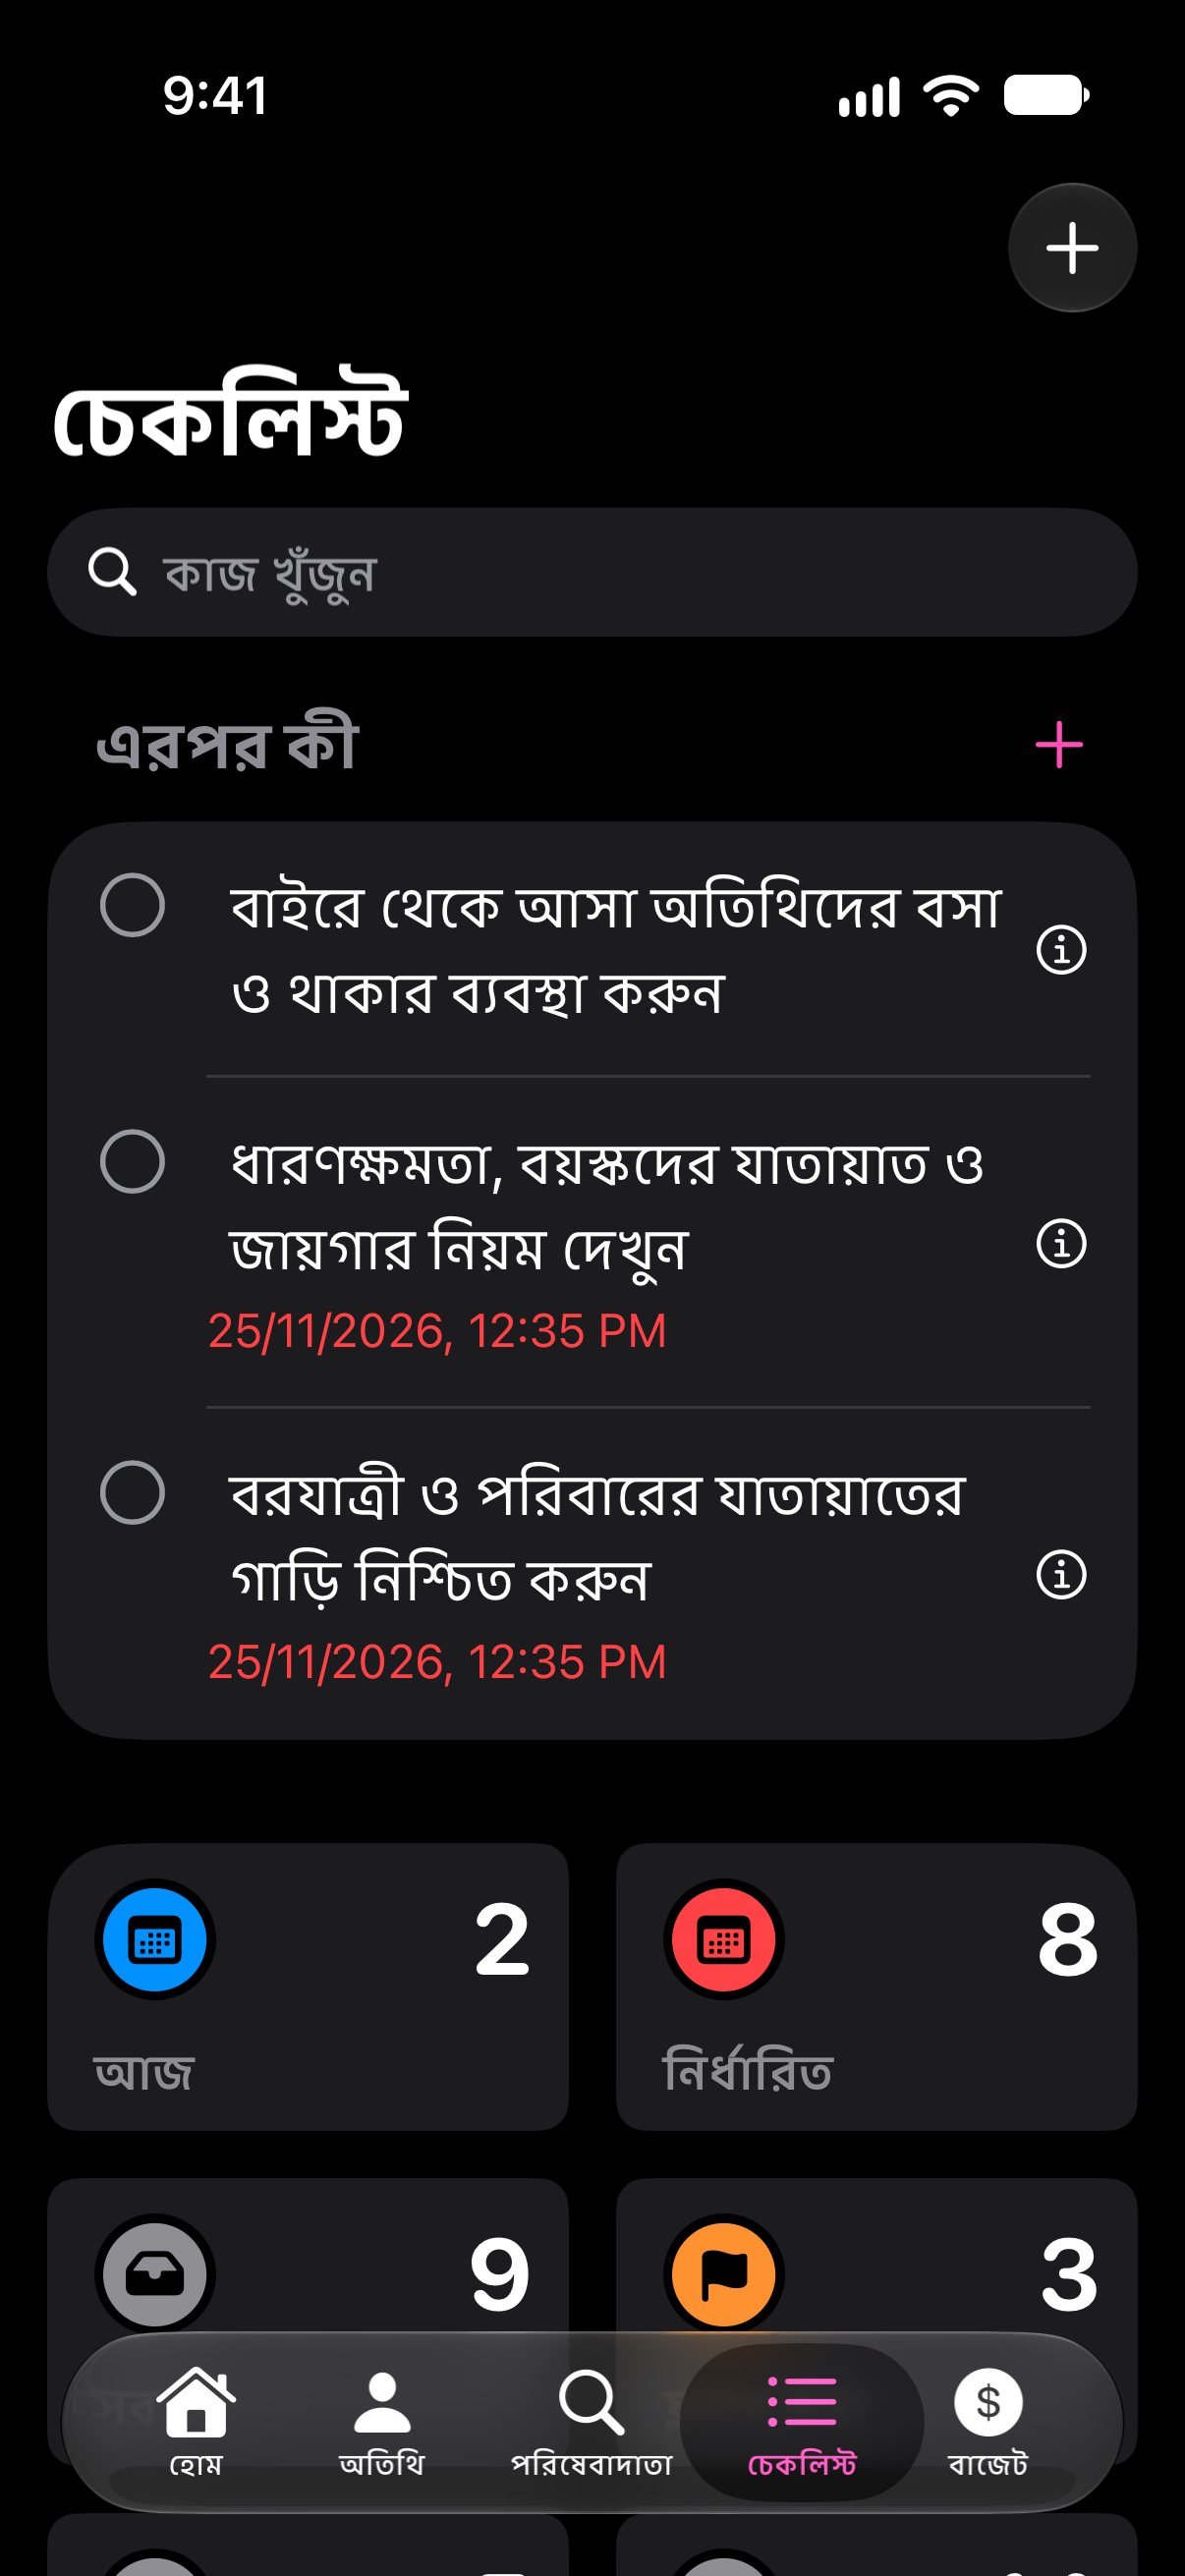 9:41
চেকলিস্ট
কাজ খুঁজুন
এরপর কী
বাইরে থেকে আসা অতিথিদের বসা
ও থাকার ব্যবস্থা করুন
ধারণক্ষমতা, বয়স্কদের যাতায়াত ও
জায়গার নিয়ম দেখুন
25/11/2026, 12:35 PM
বরযাত্রী ও পরিবারের যাতায়াতের
গাড়ি নিশ্চিত করুন
25/11/2026, 12:35 PM
2
8
আজ
নির্ধারিত
9
3
হোম
অতিথি
পরিষেবাদাতা
চেকলিস্ট
বাজেট